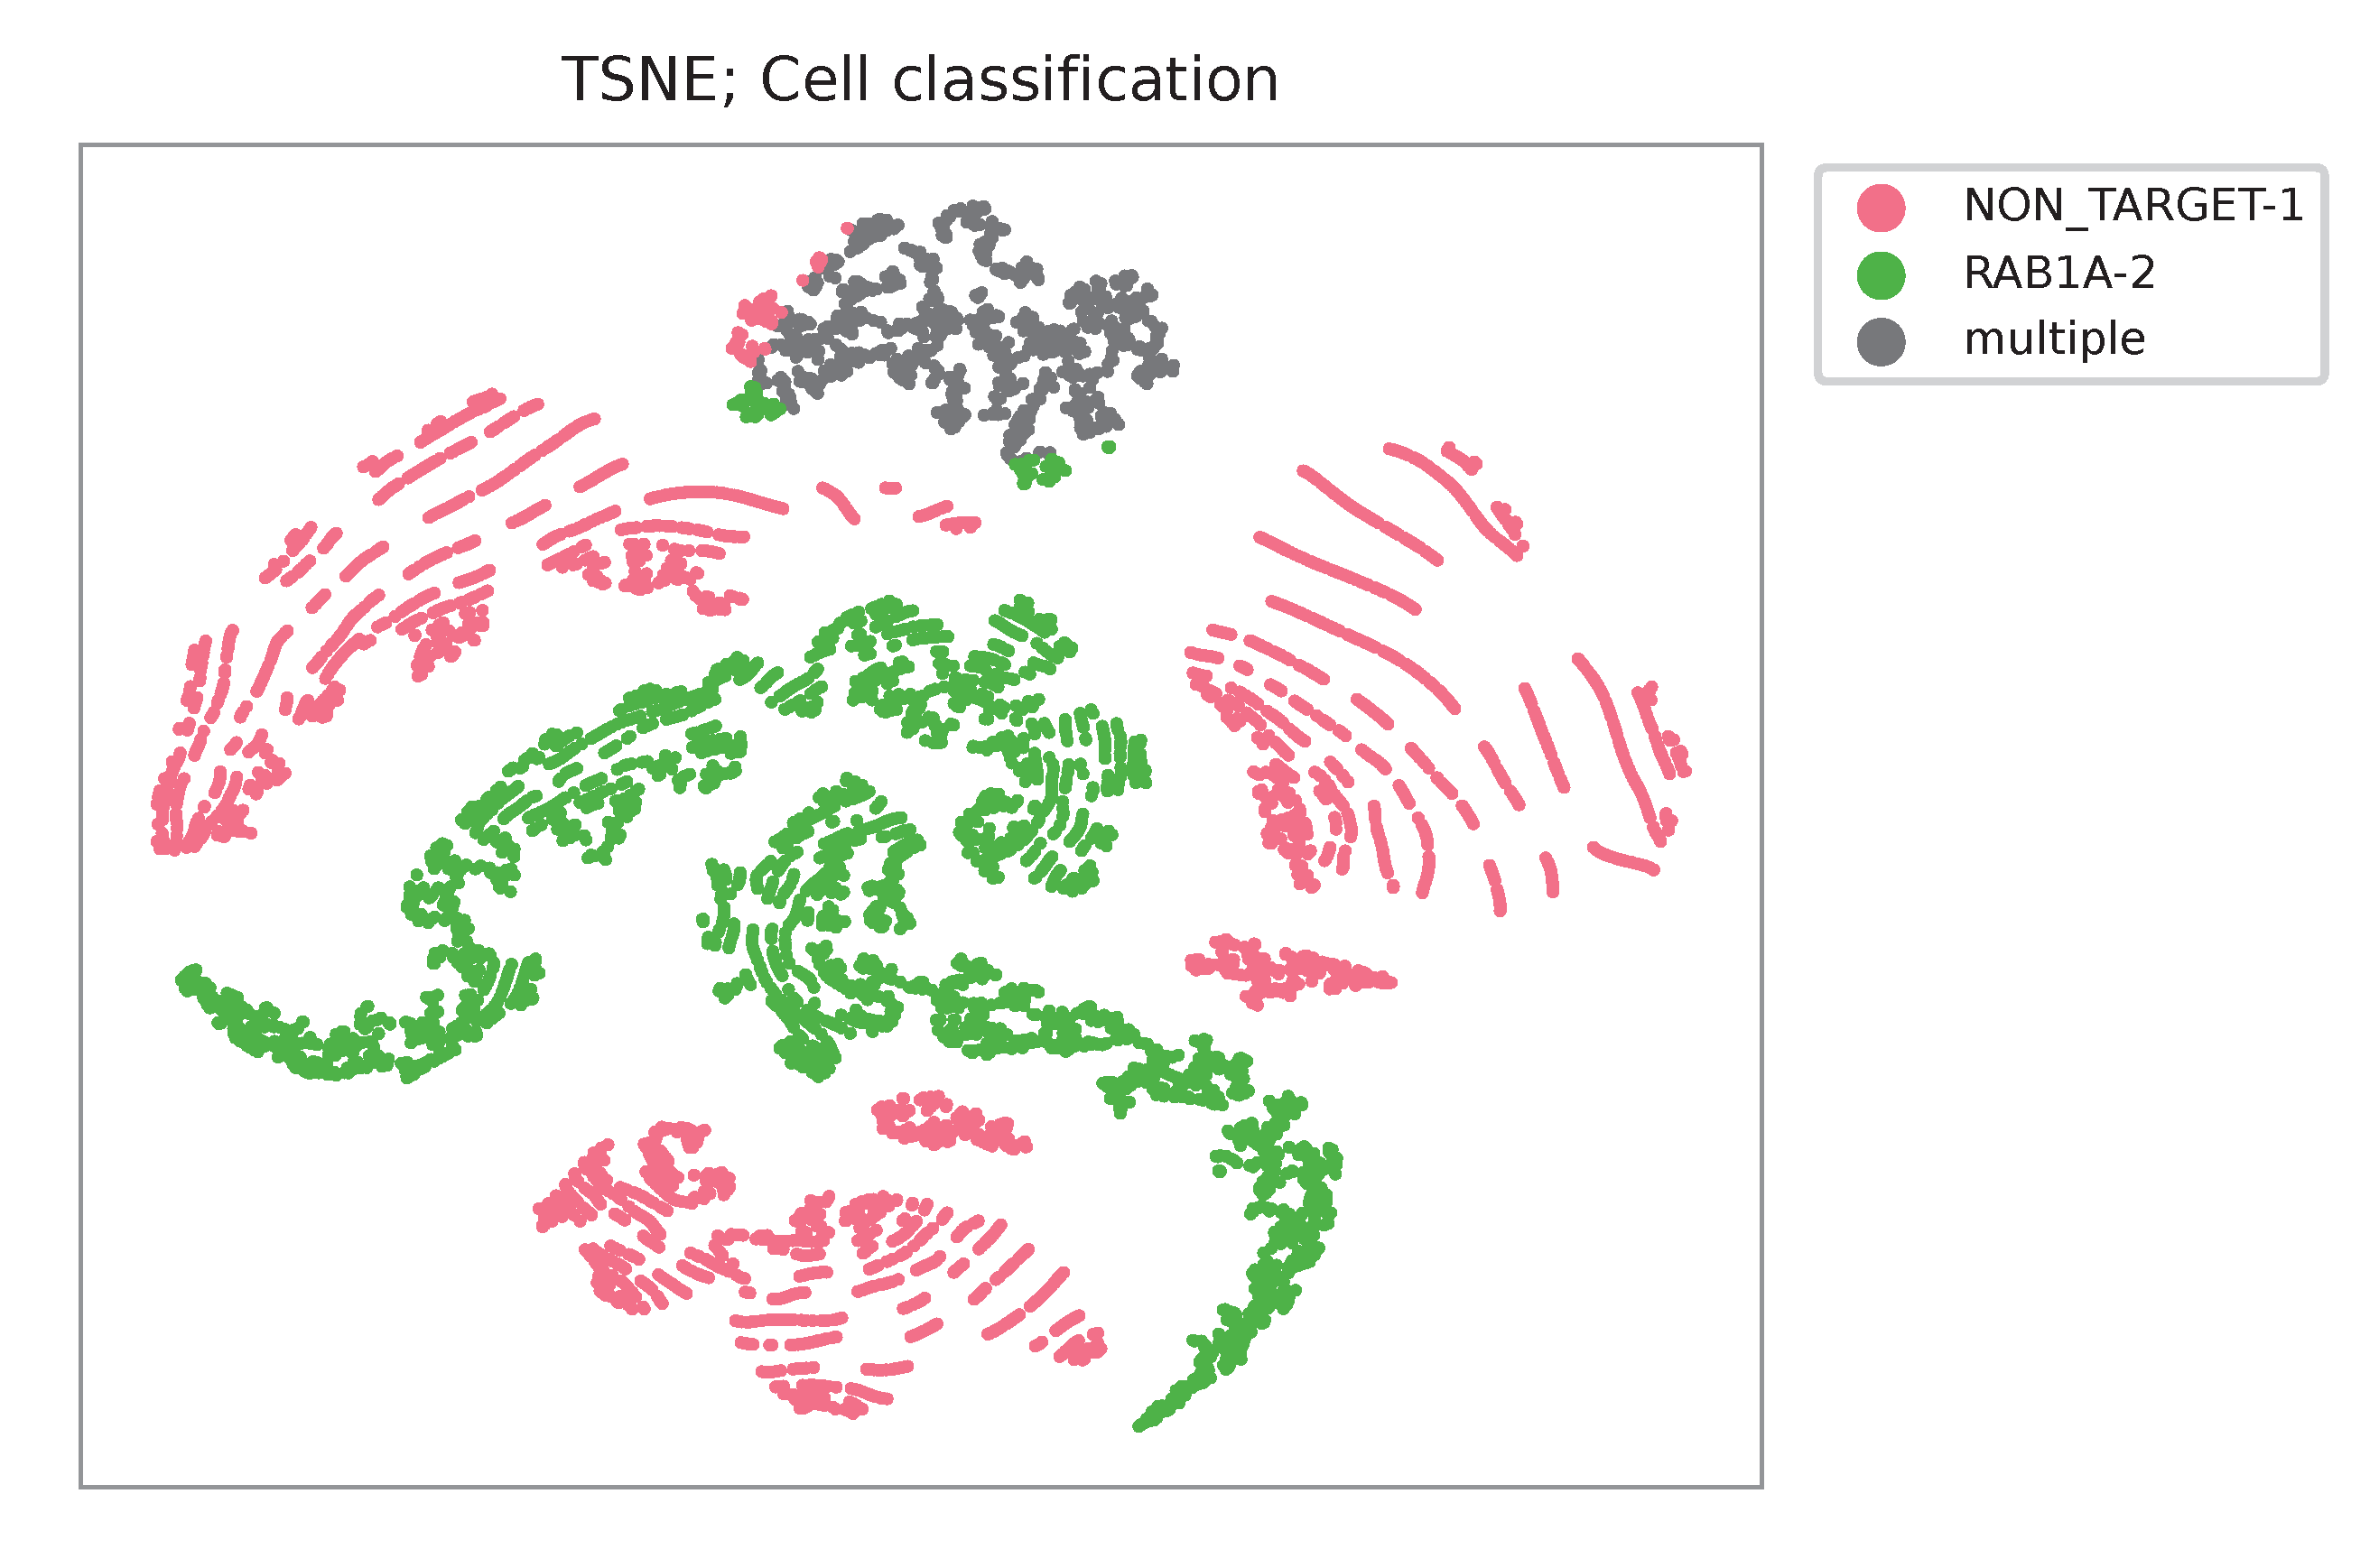 TSNE; Cell classification
NON_TARGET-1
RAB1A-2
multiple